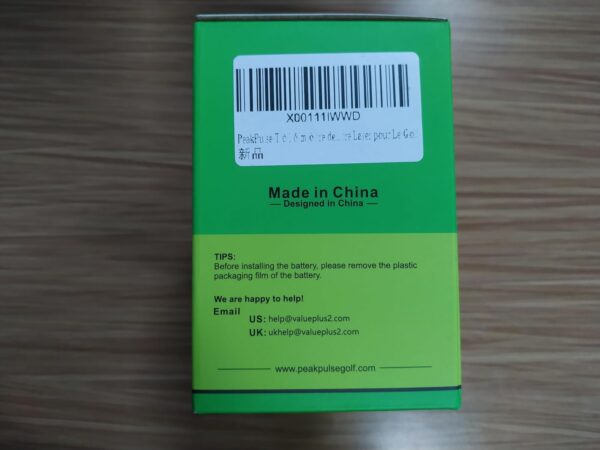 X00111IWWD
PeakPulse pour Le Go
新品
Made in China
Designed in China
TIPS:
Before installing the battery, please remove the plastic
packaging film of the battery.
We are happy to help!
Email
US: help@valueplus2.com
UK: ukhelp@valueplus2.com
www.peakpulsegolf.com